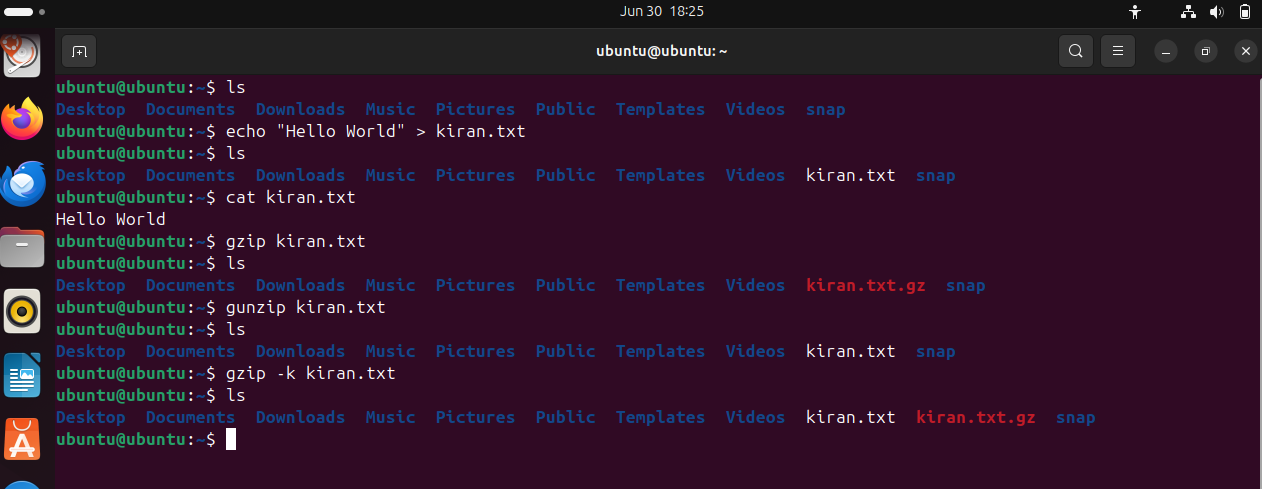 Jun 30 18:25
ubuntu@ubuntu: ~
ubuntu@ubuntu:~$ ls
Desktop Documents Downloads Music Pictures Public Templates Videos snap
ubuntu@ubuntu:~$ echo "Hello World" > kiran.txt
ubuntu@ubuntu:~$ ls
Desktop Documents Downloads Music Pictures Public Templates Videos kiran.txt snap
ubuntu@ubuntu:~$ cat kiran.txt
Hello World
ubuntu@ubuntu:~$ gzip kiran.txt
ubuntu@ubuntu:~$ ls
Desktop Documents Downloads Music Pictures Public Templates Videos kiran.txt.gz snap
ubuntu@ubuntu:~$ gunzip kiran.txt
ubuntu@ubuntu:~$ ls
Desktop Documents Downloads Music Pictures Public Templates Videos kiran.txt snap
ubuntu@ubuntu:~$ gzip -k kiran.txt
ubuntu@ubuntu:~$ ls
Desktop Documents Downloads Music Pictures Public Templates Videos kiran.txt kiran.txt.gz snap
ubuntu@ubuntu:~$